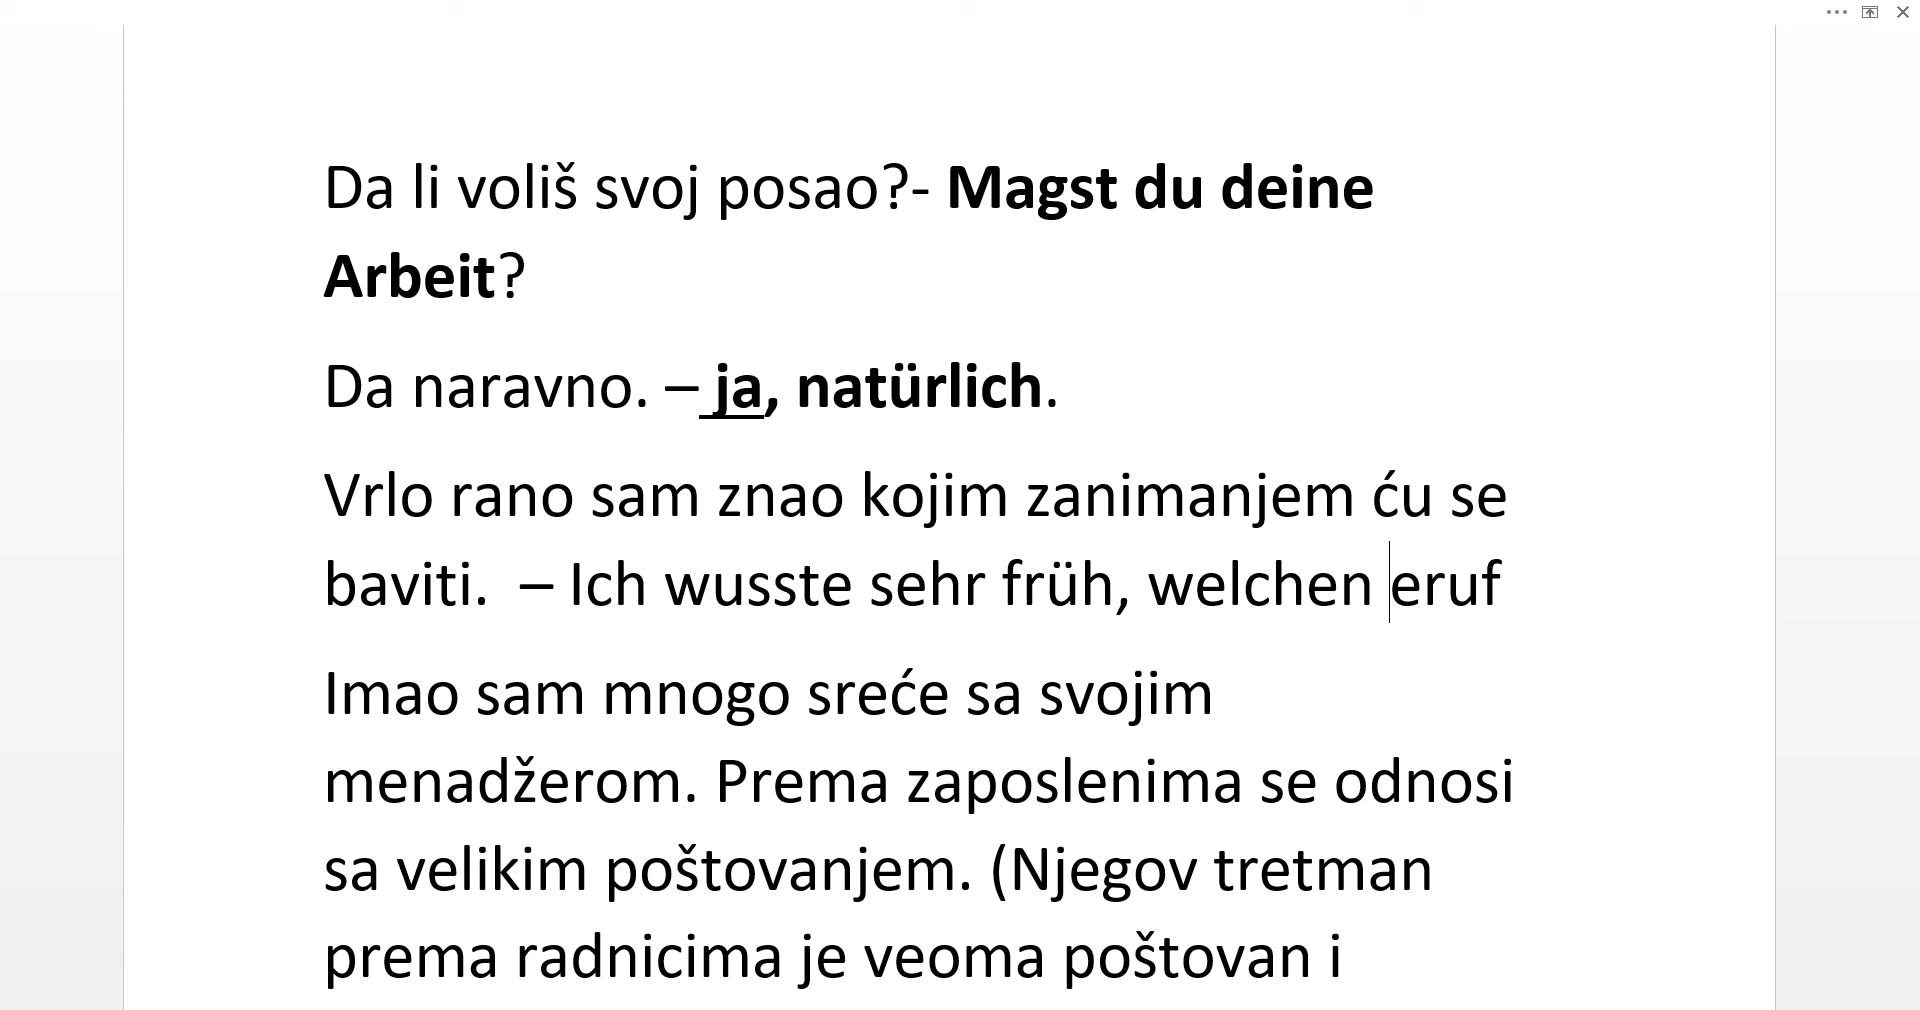 Da li voliš svoj posao?- Magst du deine
Arbeit?
Da naravno. – ja, natürlich.
Vrlo rano sam znao kojim zanimanjem ću se
baviti.  – Ich wusste sehr früh, welchen eruf
Imao sam mnogo sreće sa svojim
menadžerom. Prema zaposlenima se odnosi
sa velikim poštovanjem. (Njegov tretman
prema radnicima je veoma poštovan i